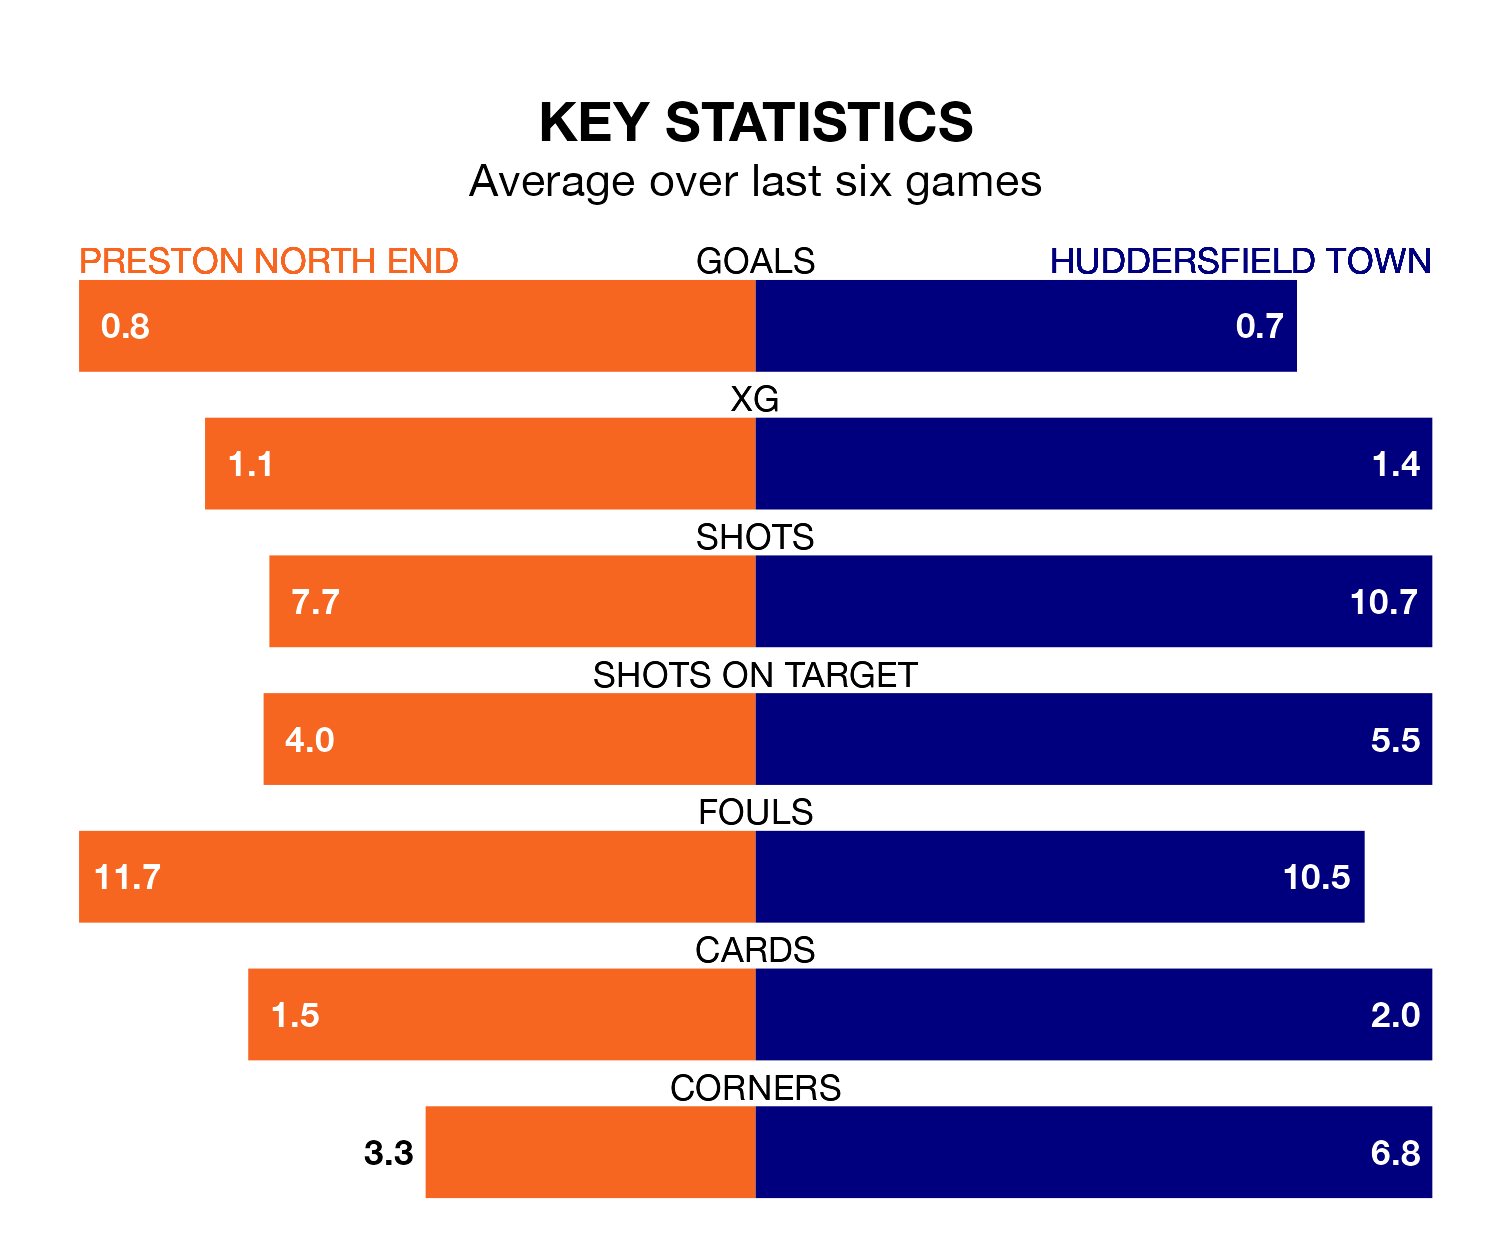 KEY STATISTICS
Average over last six games
PRESTON NORTH END GOALS HUDDERSFIELD TOWN
0.8 0.7
XG
1.1 1.4
SHOTS
7.7 10.7
SHOTS ON TARGET
4.0 5.5
FOULS
11.7 10.5
CARDS
1.5 2.0
CORNERS
3.3 6.8